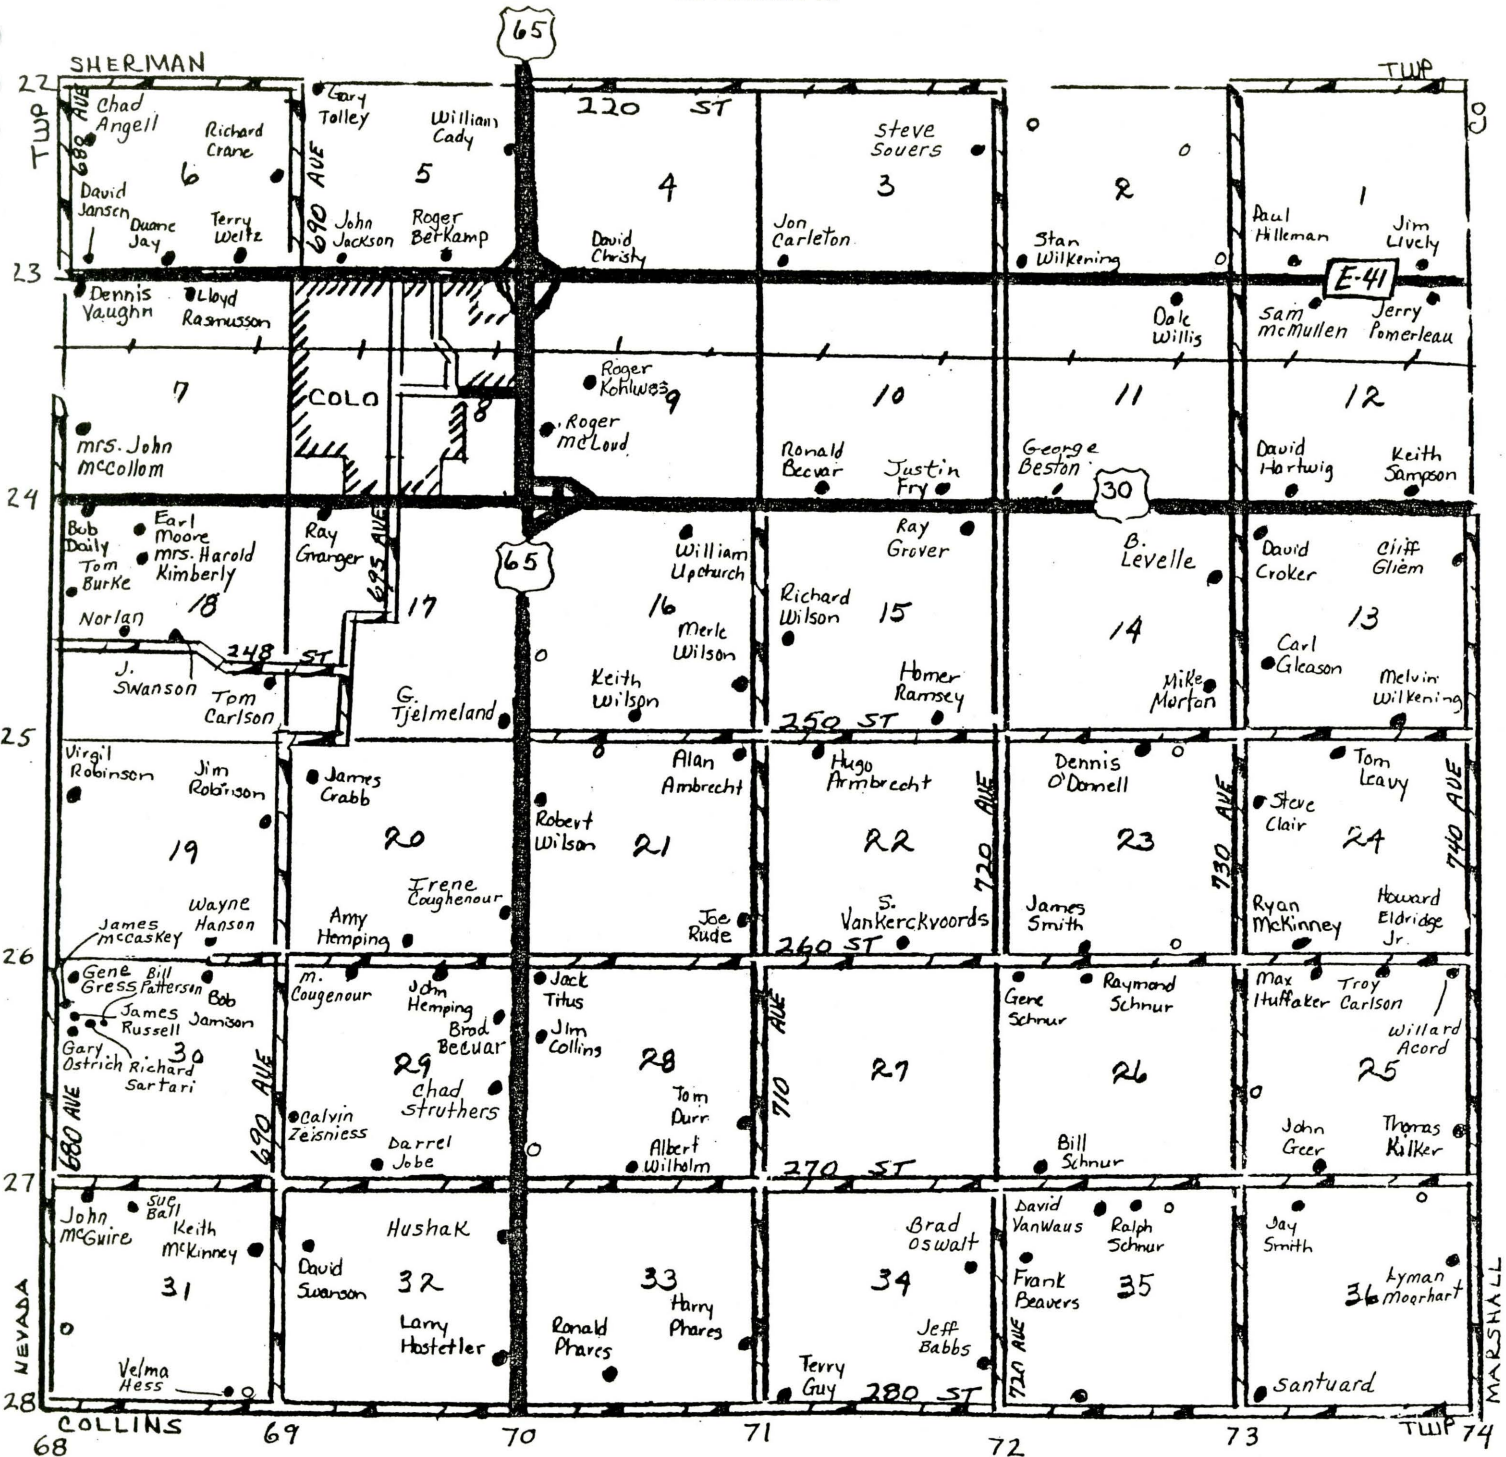 65
SHERMAN
TWP
22
TWP
688 AVE
CO
Chad
Angell
Richard
Crane
6
David
Jansen
Duane
Jay
Terry
Weltz
Gary
Tolley
William
Cady
690 AVE
5
John
Jackson
Roger
Berkamp
220 ST
4
David
Christy
Steve
Sovers
3
Jon
Carleton
2
Stan
Wilkening
1
Paul
Hilleman
Jim
Lively
23
E-41
Dennis
Vaughn
Lloyd
Rasmusson
7
mrs. John
McCollom
COLO
8
Roger
Kohlwes
9
Roger
McLoud
10
Ronald
Becvar
Justin
Fry
Dale
Willis
11
George
Beston
Sam
McMullen
Jerry
Pomerleau
12
David
Hartwig
Keith
Sampson
24
30
Bob
Daily
Earl
Moore
mrs. Harold
Kimberly
Tom
Burke
18
Norlan
J.
Swanson
248 ST
Tom
Carlson
Ray
Granger
695 AVE
17
G.
Tjelmeland
65
William
Upchurch
16
Merle
Wilson
Keith
Wilson
Ray
Grover
Richard
Wilson
15
Homer
Ramsey
250 ST
B.
Levelle
14
Mike
Morton
David
Croker
Cliff
Gliem
13
Carl
Gleason
Melvin
Wilkening
25
Virgil
Robinson
Jim
Robinson
19
Wayne
Hanson
James
McCaskey
James
Crabb
20
Irene
Coughenour
Amy
Hemping
Alan
Ambrecht
Robert
Wilson
21
Joe
Rude
Hugo
Armbrecht
22
S.
Vankerckvoords
260 ST
720 AVE
Dennis
O'Donnell
23
James
Smith
730 AVE
Tom
Leavy
Steve
Clair
24
740 AVE
Ryan
McKinney
Howard
Eldridge
Jr.
26
Gene
Gress
Bill
Patterson
Bob
Jamison
James
Russell
30
Gary
Ostrich
Richard
Sartari
680 AVE
690 AVE
M.
Cougenour
John
Hemping
Brad
Becuar
29
Chad
Struthers
Calvin
Zeisniess
Darrel
Jobe
Jack
Titus
Jim
Collins
28
Tom
Durr
Albert
Wilholm
710 AVE
27
270 ST
Gene
Schnur
Raymond
Schnur
26
Bill
Schnur
Max
Huffaker
Troy
Carlson
Willard
Acord
25
John
Geer
Thomas
Kilker
27
John
McGuire
Sue
Ball
Keith
McKinney
31
Velma
Hess
NEVADA
Hushak
David
Swanson
32
Larry
Hostetler
33
Harry
Phares
Ronald
Phares
Brad
Oswalt
34
Jeff
Babbs
Terry
Guy
280 ST
David
VanWaus
Ralph
Schnur
Frank
Beavers
35
720 AVE
Jay
Smith
Lyman
Moarhart
36
Santuard
MARSHALL
28
COLLINS
TWP
68
69
70
71
72
73
74